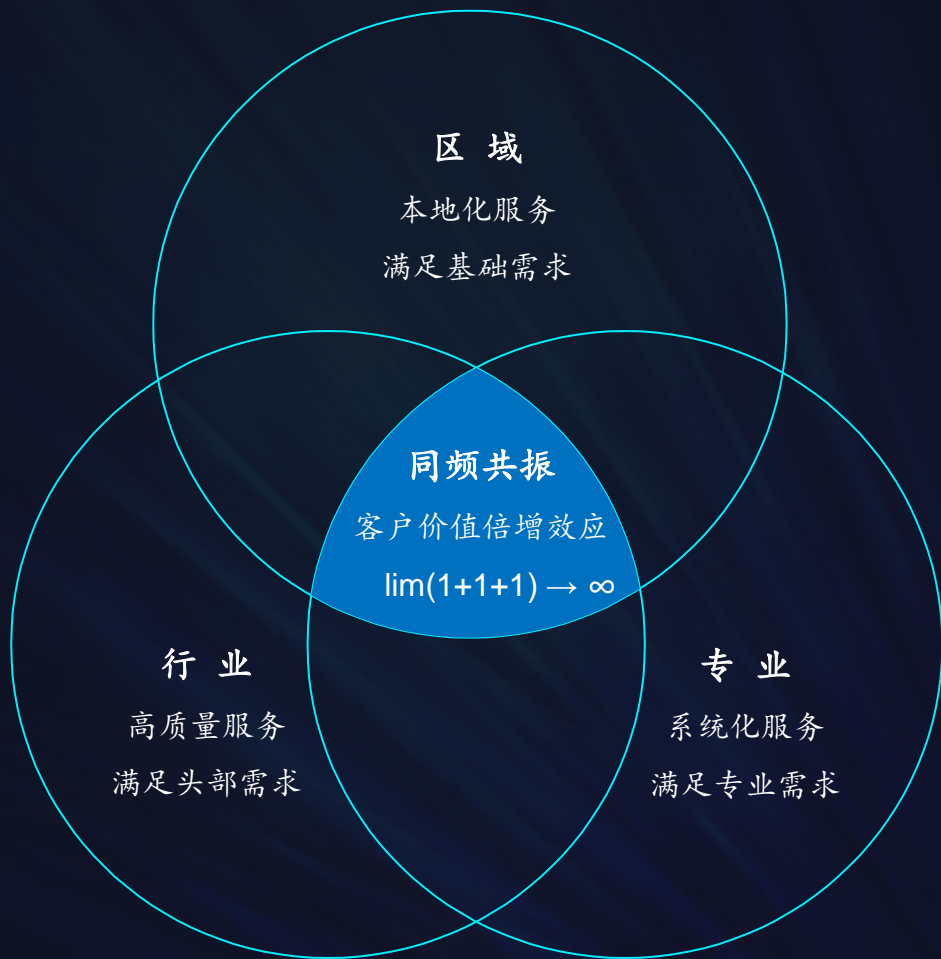 区 域
本地化服务
满足基础需求
同频共振
客户价值倍增效应
lim(1+1+1) → ∞
行 业
高质量服务
满足头部需求
专 业
系统化服务
满足专业需求